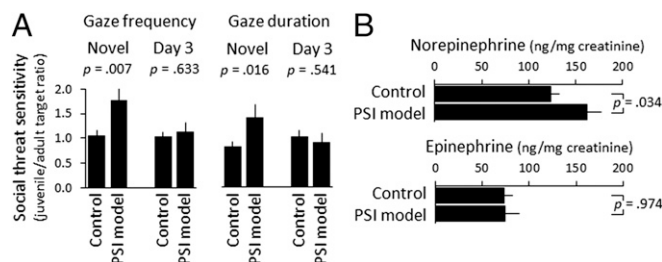 A
Gaze frequency Gaze duration
Novel Day 3 Novel Day 3
p = .007 p = .633 p = .016 p = .541
Social threat sensitivity
(juvenile/adult target ratio)
2.0
1.5
1.0
0.5
0.0
Control
PSI model
Control
PSI model
Control
PSI model
Control
PSI model
B
Norepinephrine (ng/mg creatinine)
0 50 100 150 200
Control
PSI model
p = .034
Epinephrine (ng/mg creatinine)
0 50 100 150 200
Control
PSI model
p = .974